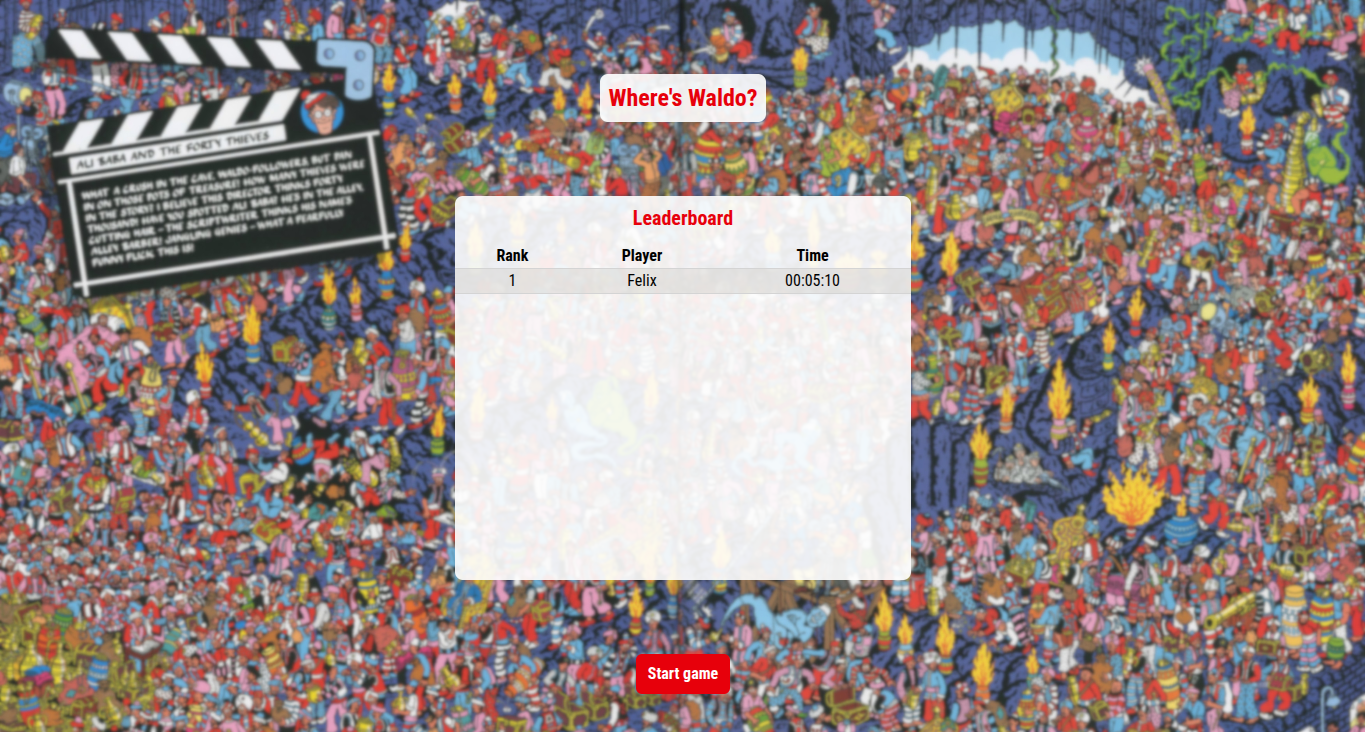 ALI BABA AND THE FORTY THIEVES
WHAT A CRUSH IN THE CAVE, WALDO-FOLLOWERS, BUT DIN
IN ON THOSE POTS OF TREASURE! HOW MANY THIEVES WERE
IN THE STORY? I BELIEVE THIS DIRECTOR THINKS FORTY
THOUSAND! HAVE YOU SPOTTED ALI BABA? HE'S IN THE ALLEY,
CUTTING HAIR - THE SCRIPTWRITER THINKS HIS NAME'S
ALLEY BARBER! JANGLING GENIES - WHAT A FEARFULLY
FUNNY FLICK THIS IS!
Where's Waldo?
Leaderboard
Rank Player Time
1 Felix 00:05:10
Start game